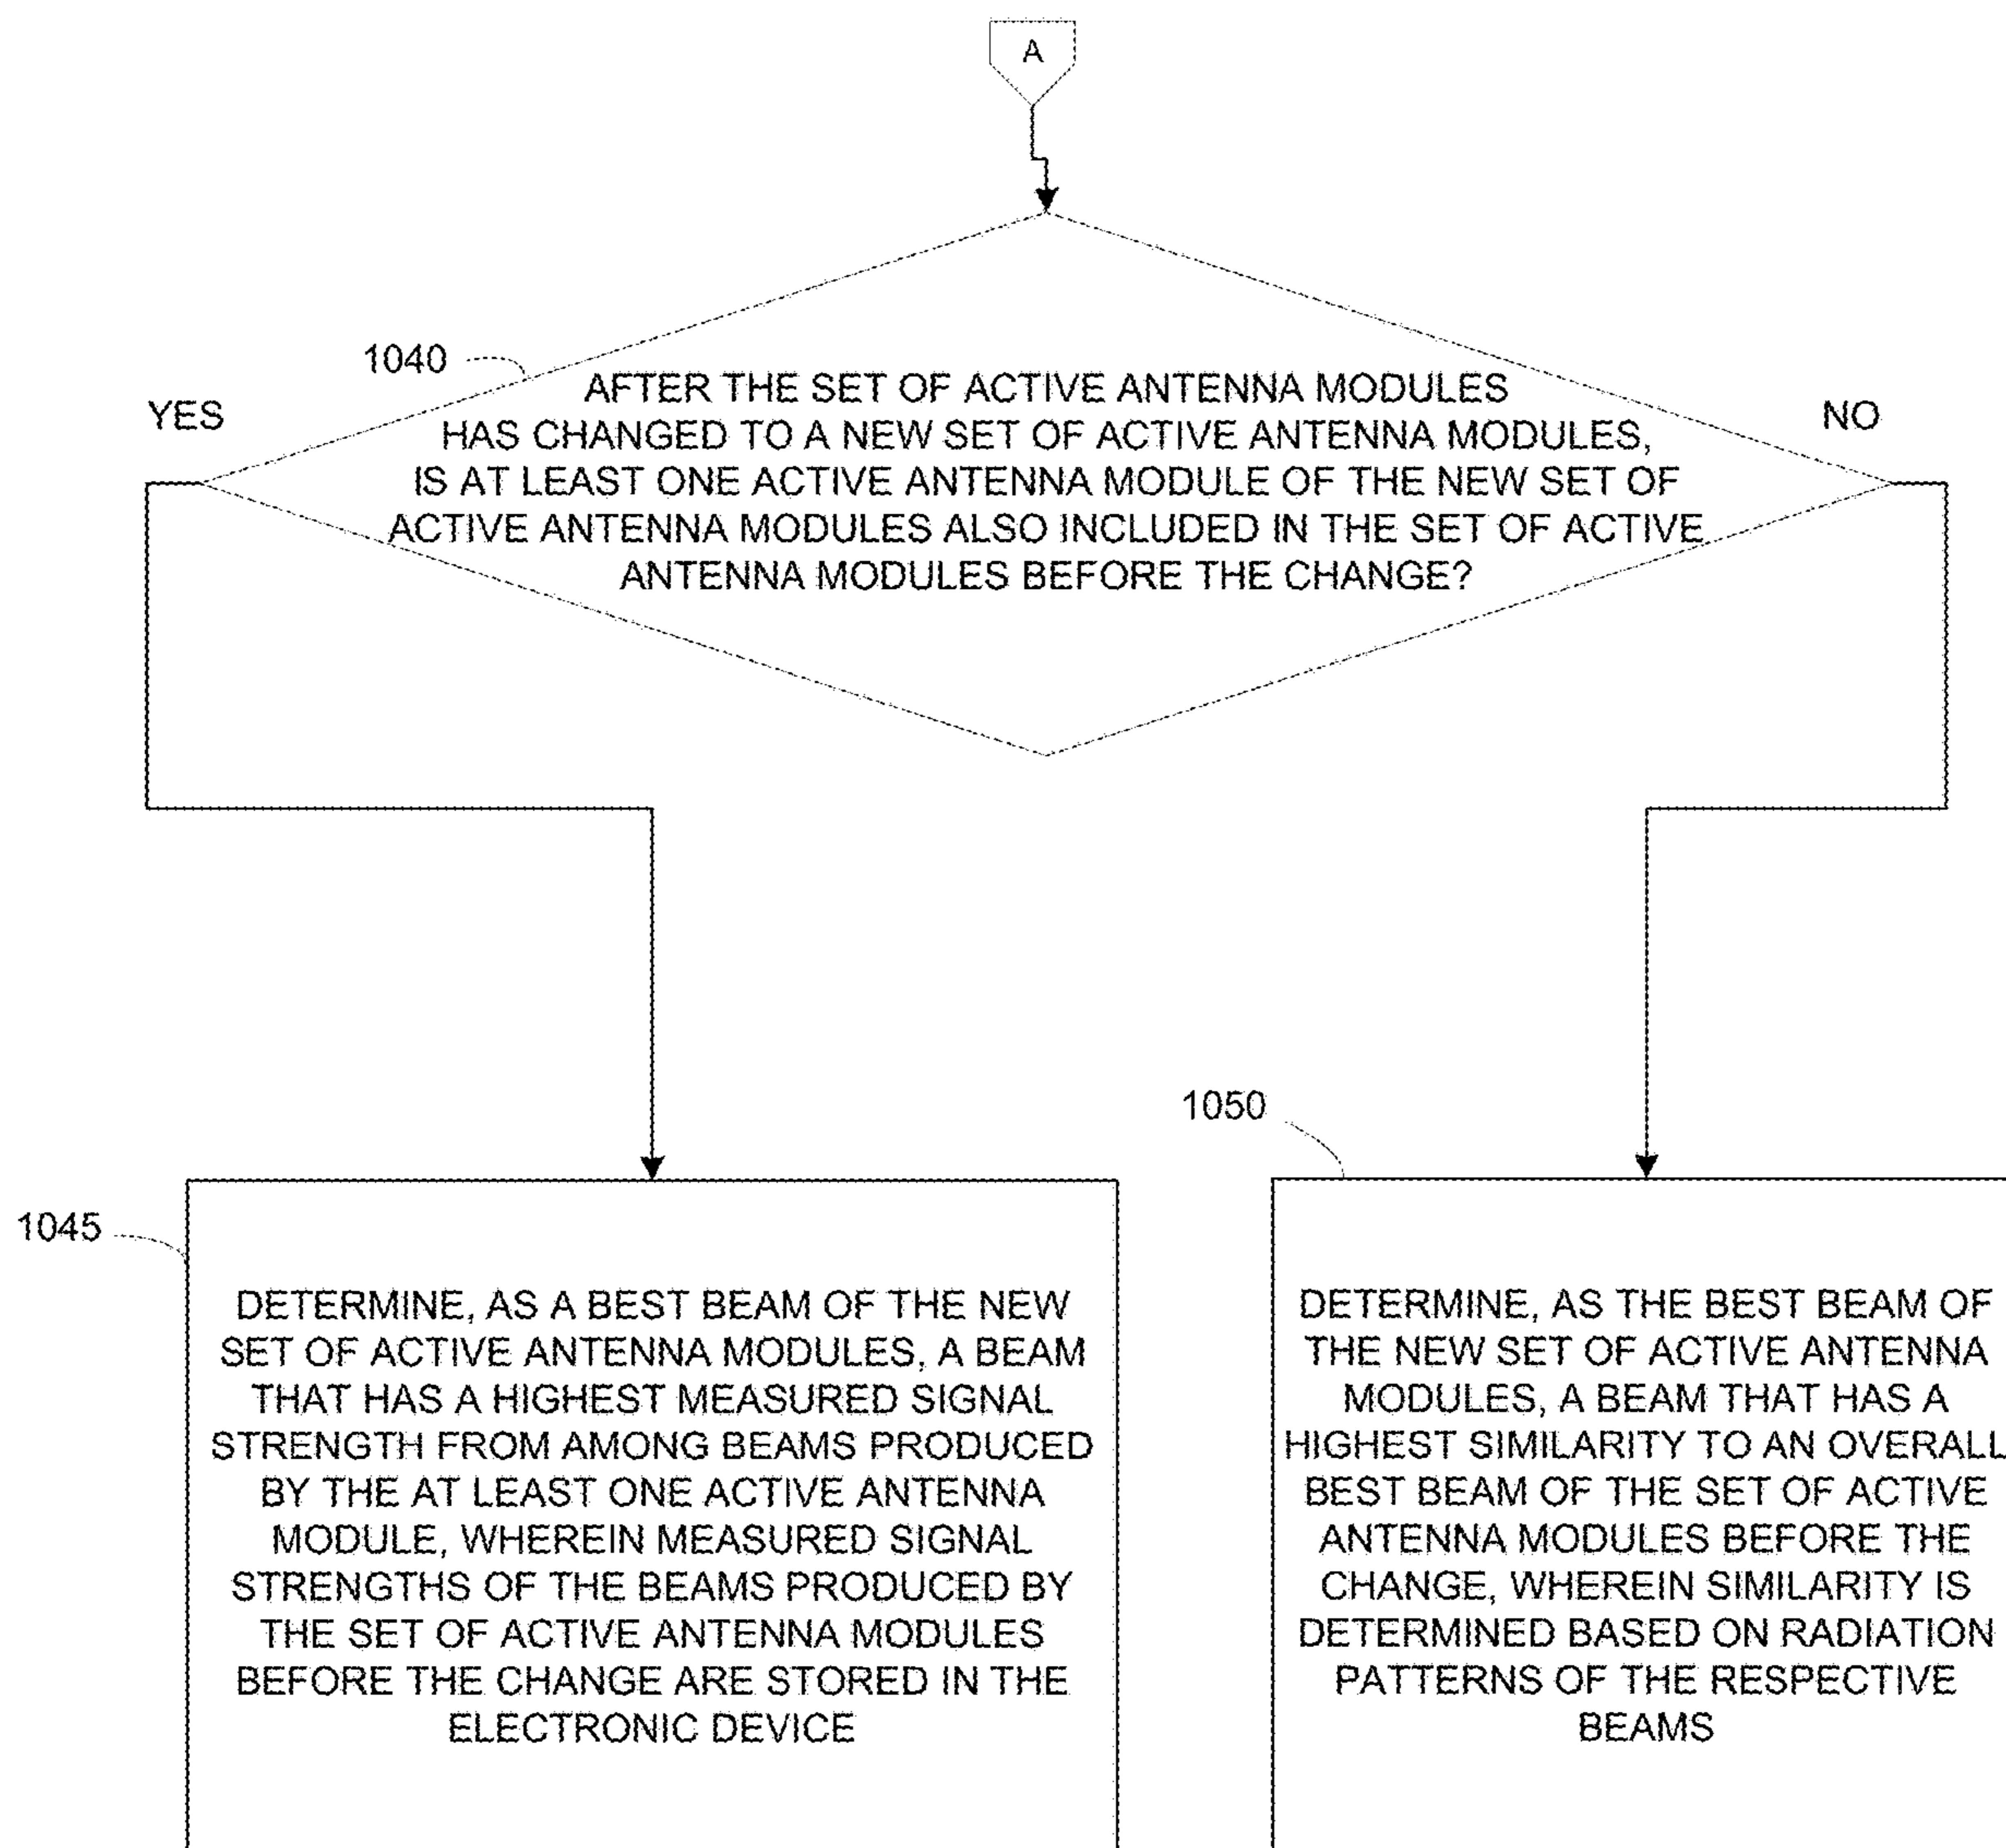 A
1040
YES
NO
AFTER THE SET OF ACTIVE ANTENNA MODULES
HAS CHANGED TO A NEW SET OF ACTIVE ANTENNA MODULES,
IS AT LEAST ONE ACTIVE ANTENNA MODULE OF THE NEW SET OF
ACTIVE ANTENNA MODULES ALSO INCLUDED IN THE SET OF ACTIVE
ANTENNA MODULES BEFORE THE CHANGE?
1045
DETERMINE, AS A BEST BEAM OF THE NEW
SET OF ACTIVE ANTENNA MODULES, A BEAM
THAT HAS A HIGHEST MEASURED SIGNAL
STRENGTH FROM AMONG BEAMS PRODUCED
BY THE AT LEAST ONE ACTIVE ANTENNA
MODULE, WHEREIN MEASURED SIGNAL
STRENGTHS OF THE BEAMS PRODUCED BY
THE SET OF ACTIVE ANTENNA MODULES
BEFORE THE CHANGE ARE STORED IN THE
ELECTRONIC DEVICE
1050
DETERMINE, AS THE BEST BEAM OF
THE NEW SET OF ACTIVE ANTENNA
MODULES, A BEAM THAT HAS A
HIGHEST SIMILARITY TO AN OVERALL
BEST BEAM OF THE SET OF ACTIVE
ANTENNA MODULES BEFORE THE
CHANGE, WHEREIN SIMILARITY IS
DETERMINED BASED ON RADIATION
PATTERNS OF THE RESPECTIVE
BEAMS